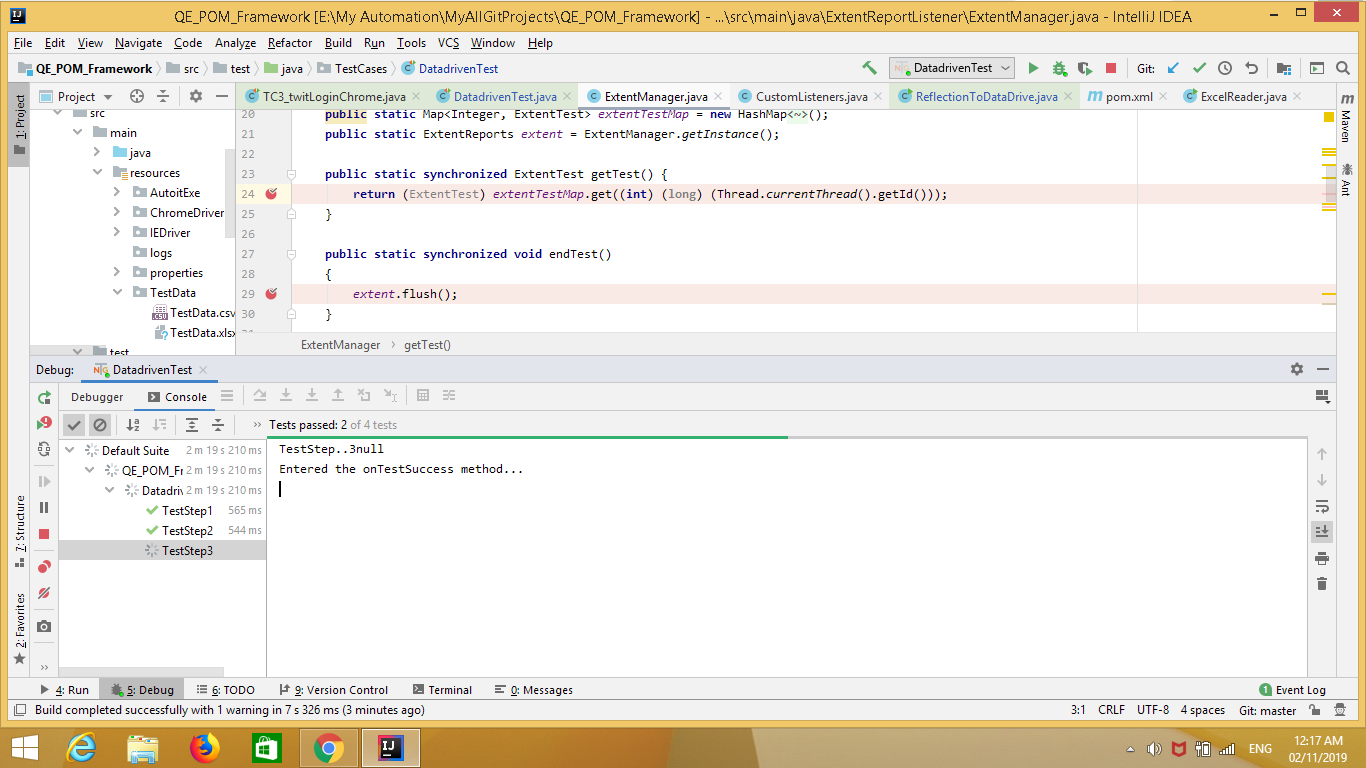 QE_POM_Framework [E:\My Automation\MyAllGitProjects\QE_POM_Framework] - ...\src\main\java\ExtentReportListener\ExtentManager.java - IntelliJ IDEA
File Edit View Navigate Code Analyze Refactor Build Run Tools VCS Window Help
QE_POM_Framework src test java TestCases DatadrivenTest DatadrivenTest Git:
1: Project
Project
TC3_twitLoginChrome.java DatadrivenTest.java ExtentManager.java CustomListeners.java ReflectionToDataDrive.java pom.xml ExcelReader.java
Maven
Ant
src
main
java
resources
AutoitExe
ChromeDriver
IEDriver
logs
properties
TestData
TestData.csv
TestData.xlsx
test
20 public static Map<Integer, ExtentTest> extentTestMap = new HashMap<~>();
21 public static ExtentReports extent = ExtentManager.getInstance();
22
23 public static synchronized ExtentTest getTest() {
24 return (ExtentTest) extentTestMap.get((int) (long) (Thread.currentThread().getId()));
25 }
26
27 public static synchronized void endTest()
28 {
29 extent.flush();
30 }
ExtentManager getTest()
Debug: DatadrivenTest
Debugger Console
Tests passed: 2 of 4 tests
Default Suite 2 m 19 s 210 ms
QE_POM_Fr 2 m 19 s 210 ms
Datadriv 2 m 19 s 210 ms
TestStep1 565 ms
TestStep2 544 ms
TestStep3
TestStep..3null
Entered the onTestSuccess method...
7: Structure
2: Favorites
4: Run 5: Debug 6: TODO 9: Version Control Terminal 0: Messages 1 Event Log
Build completed successfully with 1 warning in 7 s 326 ms (3 minutes ago) 3:1 CRLF UTF-8 4 spaces Git: master
ENG
12:17 AM
02/11/2019